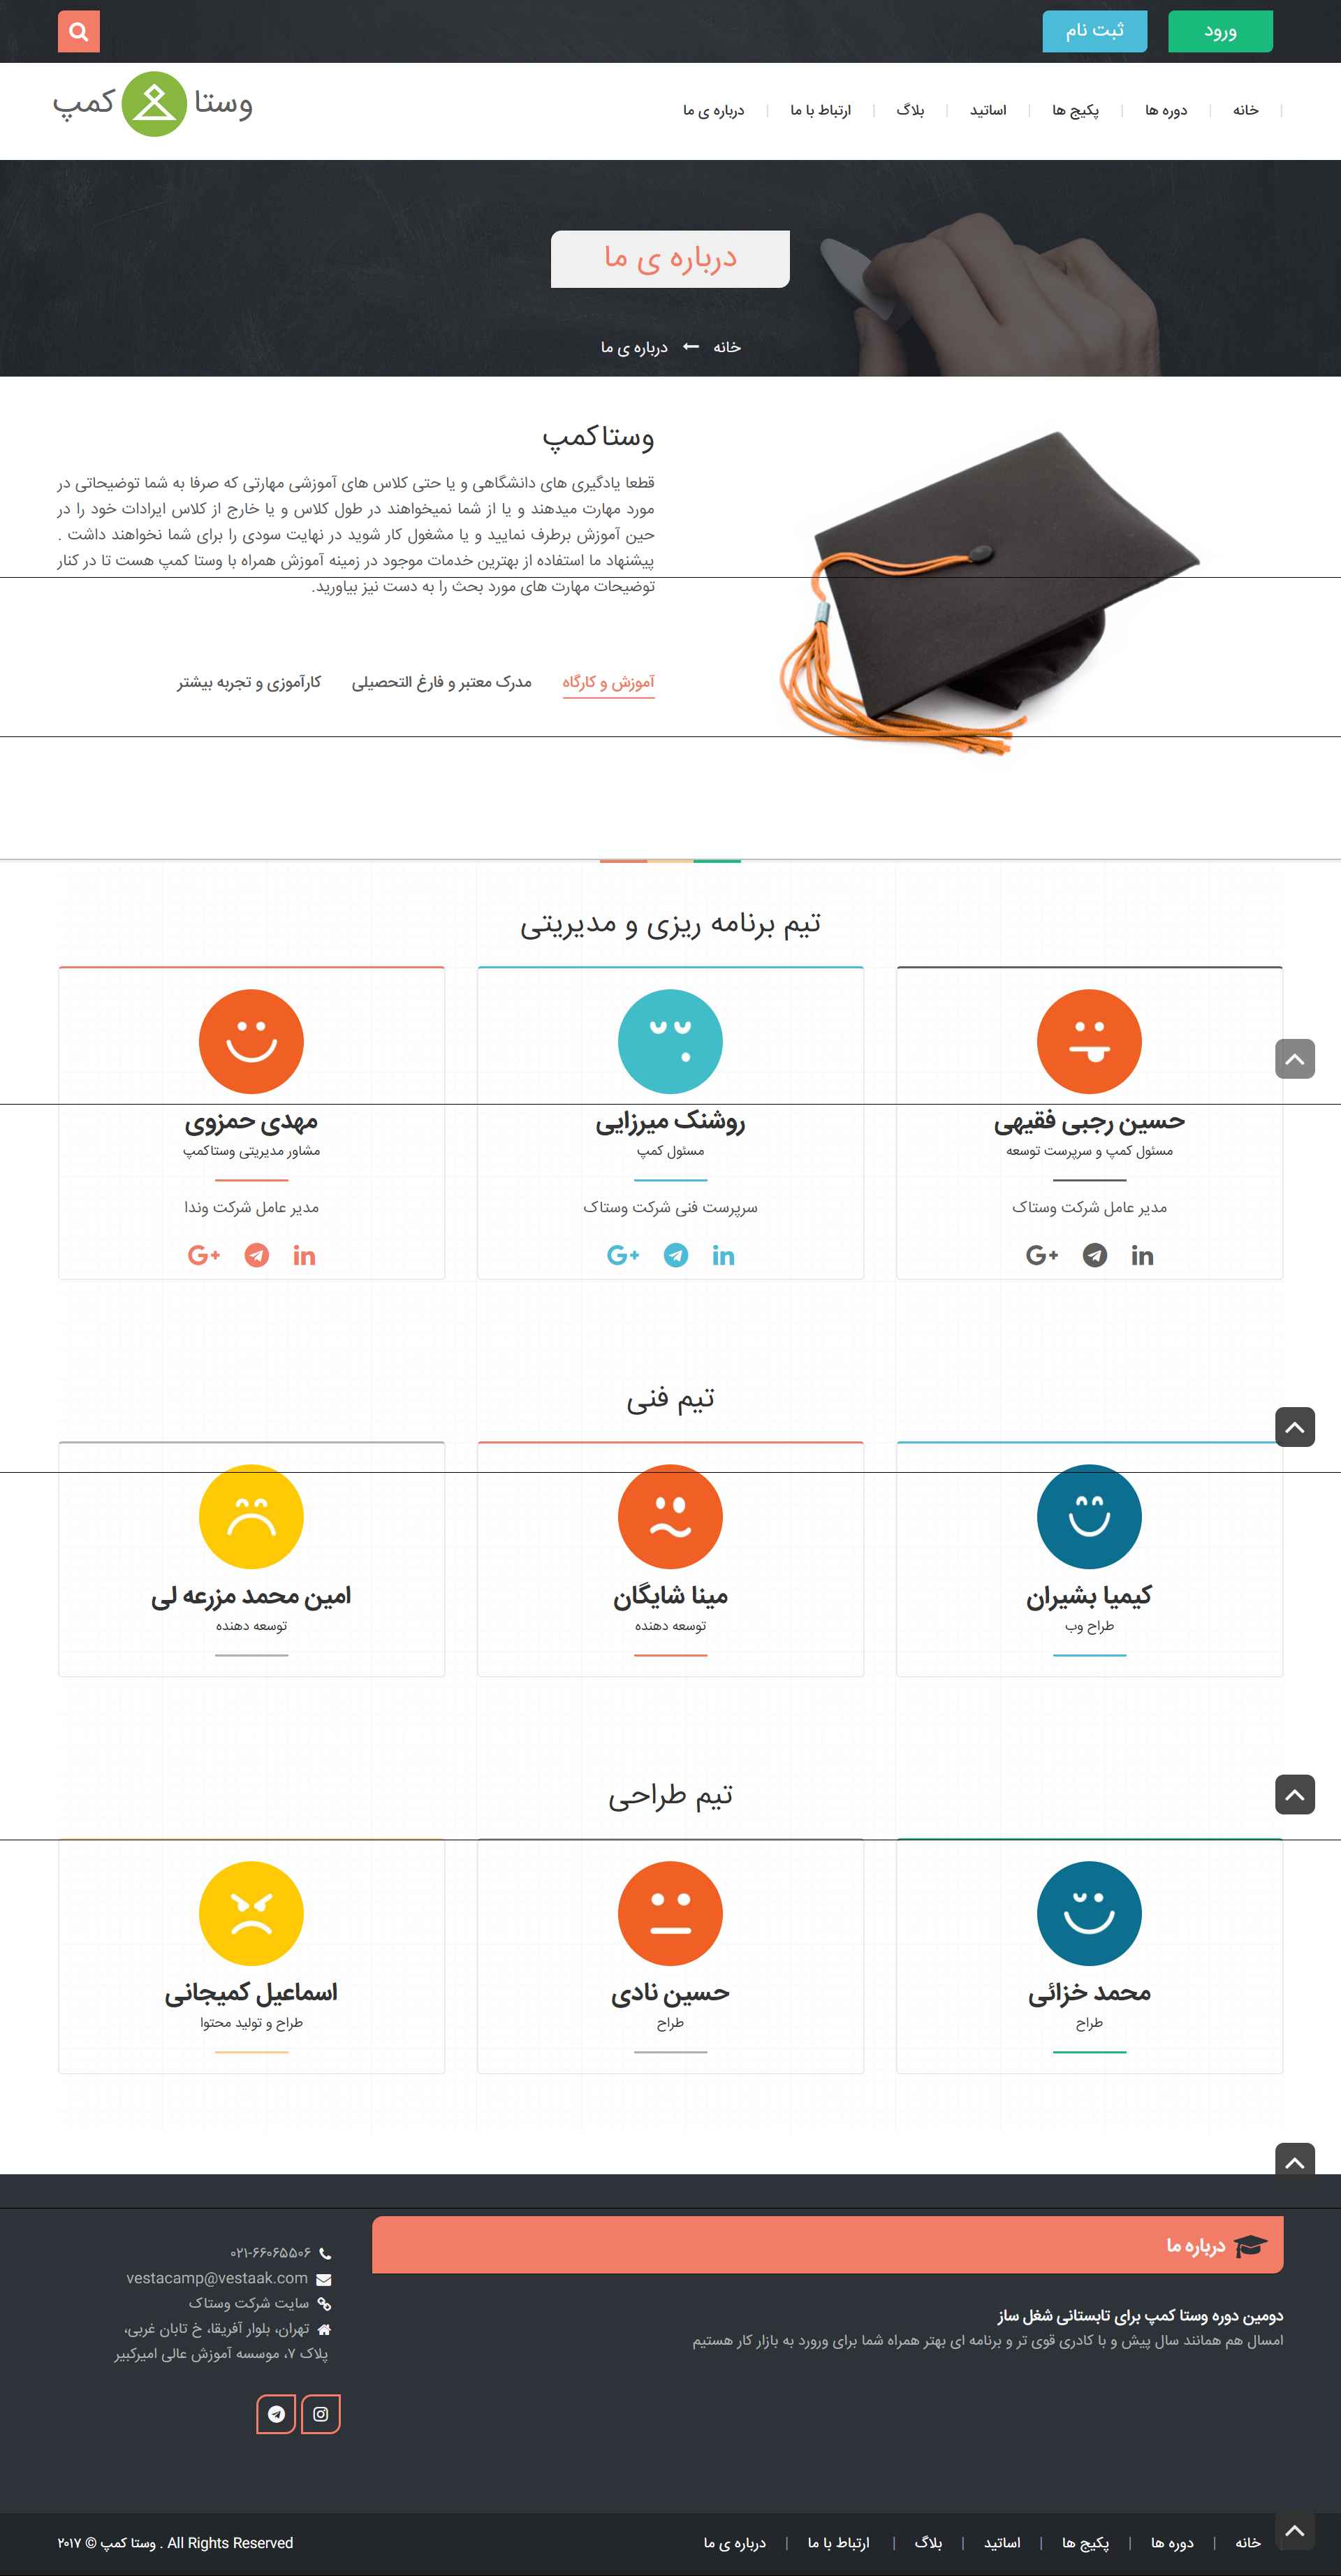 ورود
ثبت نام
خانه
دوره ها
پکیج ها
اساتید
بلاگ
ارتباط با ما
درباره ی ما
وستا کمپ
درباره ی ما
خانه
درباره ی ما
وستاکمپ
قطعا یادگیری های دانشگاهی و یا حتی کلاس های آموزشی مهارتی که صرفا به شما توضیحاتی در
مورد مهارت میدهند و یا از شما نمیخواهند در طول کلاس و یا خارج از کلاس ایرادات خود را در
حین آموزش برطرف نمایید و یا مشغول کار شوید در نهایت سودی را برای شما نخواهند داشت .
پیشنهاد ما استفاده از بهترین خدمات موجود در زمینه آموزش همراه با وستا کمپ هست تا در کنار
توضیحات مهارت های مورد بحث را به دست نیز بیاورید.
آموزش و کارگاه
مدرک معتبر و فارغ التحصیلی
کارآموزی و تجربه بیشتر
تیم برنامه ریزی و مدیریتی
حسین رجبی فقیهی
مسئول کمپ و سرپرست توسعه
مدیر عامل شرکت وستاک
روشنک میرزایی
مسئول کمپ
سرپرست فنی شرکت وستاک
مهدی حمزوی
مشاور مدیریتی وستاکمپ
مدیر عامل شرکت وندا
تیم فنی
کیمیا بشیران
طراح وب
مینا شایگان
توسعه دهنده
امین محمد مزرعه لی
توسعه دهنده
تیم طراحی
محمد خزائی
طراح
حسین نادی
طراح
اسماعیل کمیجانی
طراح و تولید محتوا
درباره ما
دومین دوره وستا کمپ برای تابستانی شغل ساز
امسال هم همانند سال پیش و با کادری قوی تر و برنامه ای بهتر همراه شما برای ورورد به بازار کار هستیم
۰۲۱-۶۶۰۶۵۵۰۶
vestacamp@vestaak.com
سایت شرکت وستاک
تهران، بلوار آفریقا، خ تابان غربی،
پلاک ۷، موسسه آموزش عالی امیرکبیر
خانه
دوره ها
پکیج ها
اساتید
بلاگ
ارتباط با ما
درباره ی ما
۲۰۱۷ © وستا کمپ . All Rights Reserved